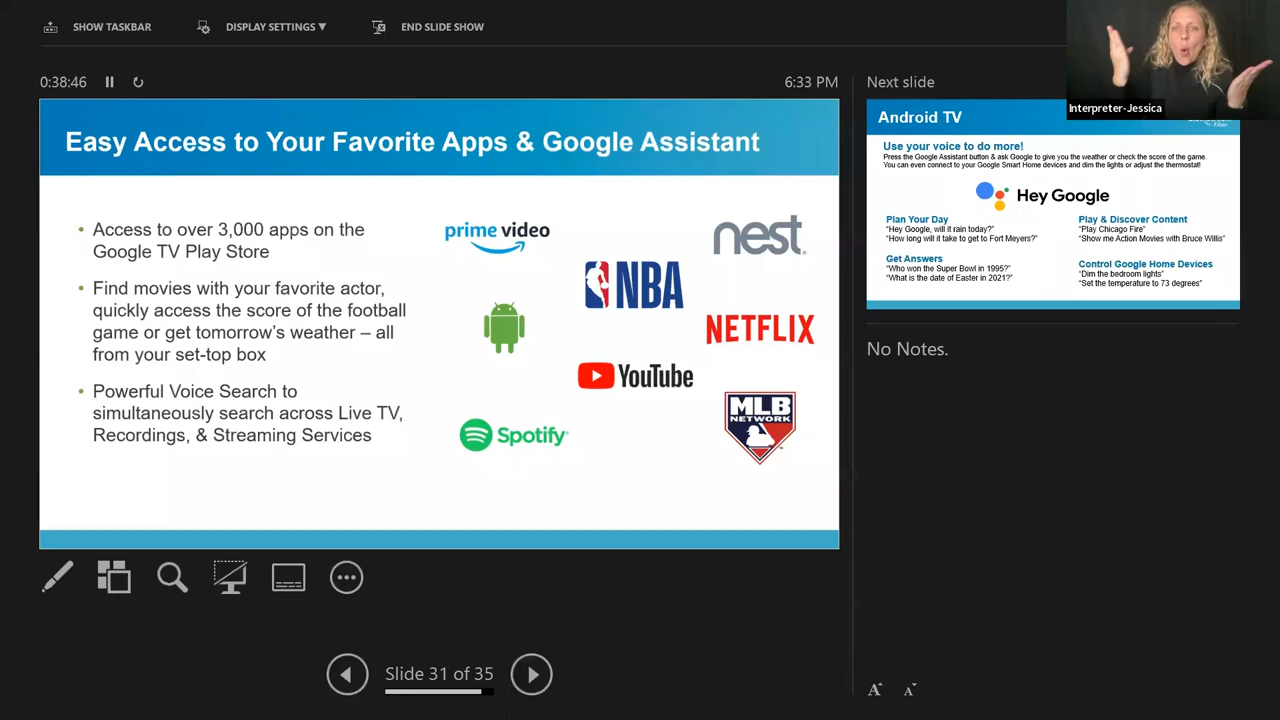 SHOW TASKBAR
DISPLAY SETTINGS ▼
END SLIDE SHOW
Interpreter-Jessica
0:38:46
6:33 PM
Next slide
Easy Access to Your Favorite Apps & Google Assistant
• Access to over 3,000 apps on the
Google TV Play Store
• Find movies with your favorite actor,
quickly access the score of the football
game or get tomorrow’s weather – all
from your set-top box
• Powerful Voice Search to
simultaneously search across Live TV,
Recordings, & Streaming Services
prime video
nest
NBA
NETFLIX
YouTube
MLB
NETWORK
Spotify
Android TV
fiber
Use your voice to do more!
Press the Google Assistant button & ask Google to give you the weather or check the score of the game.
You can even connect to your Google Smart Home devices and dim the lights or adjust the thermostat!
Hey Google
Plan Your Day
“Hey Google, will it rain today?”
“How long will it take to get to Fort Meyers?”
Get Answers
“Who won the Super Bowl in 1995?”
“What is the date of Easter in 2021?”
Play & Discover Content
“Play Chicago Fire”
“Show me Action Movies with Bruce Willis”
Control Google Home Devices
“Dim the bedroom lights”
“Set the temperature to 73 degrees”
No Notes.
Slide 31 of 35
A A